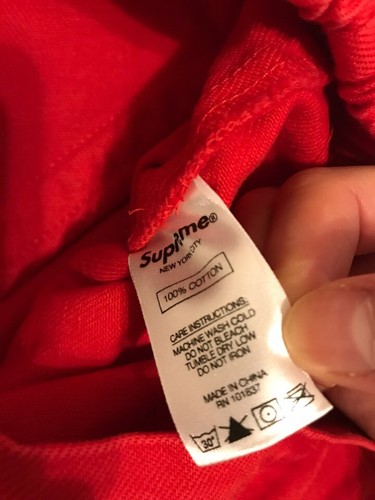 Supreme®
NEW YORK CITY
100% COTTON
CARE INSTRUCTIONS:
MACHINE WASH COLD
DO NOT BLEACH
TUMBLE DRY LOW
DO NOT IRON
MADE IN CHINA
RN 101837
30°